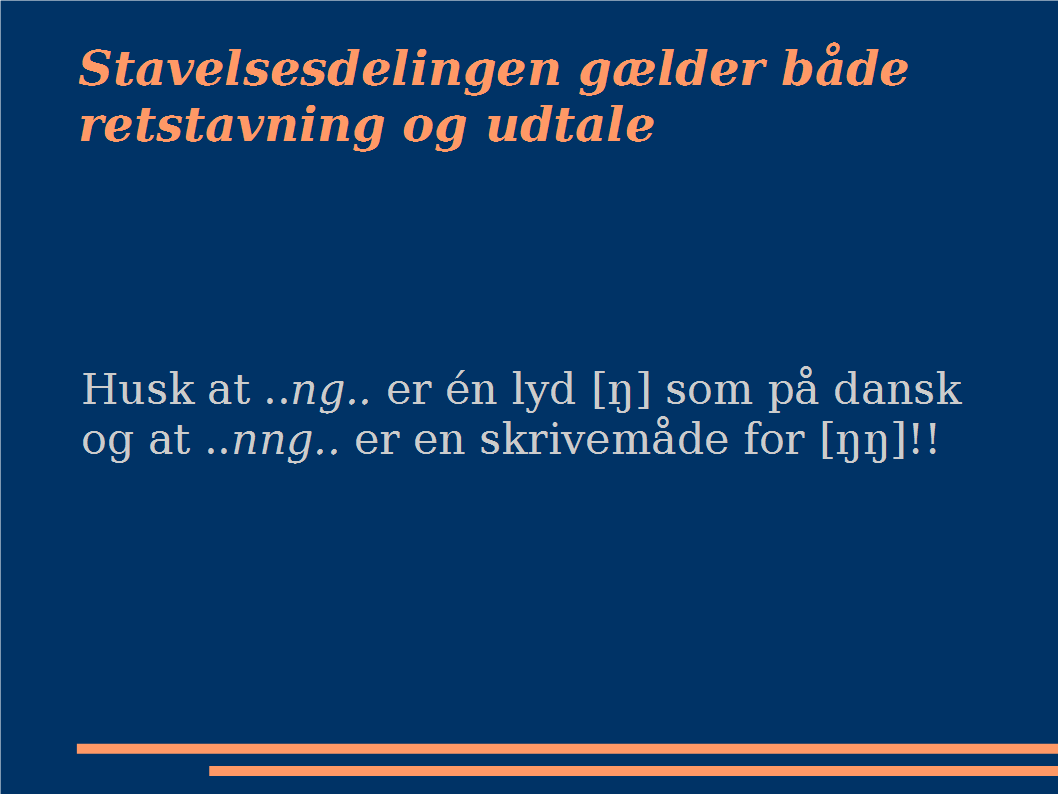 Stavelsesdelingen gælder både
retstavning og udtale
Husk at ..ng.. er én lyd [ŋ] som på dansk
og at ..nng.. er en skrivemåde for [ŋŋ]!!